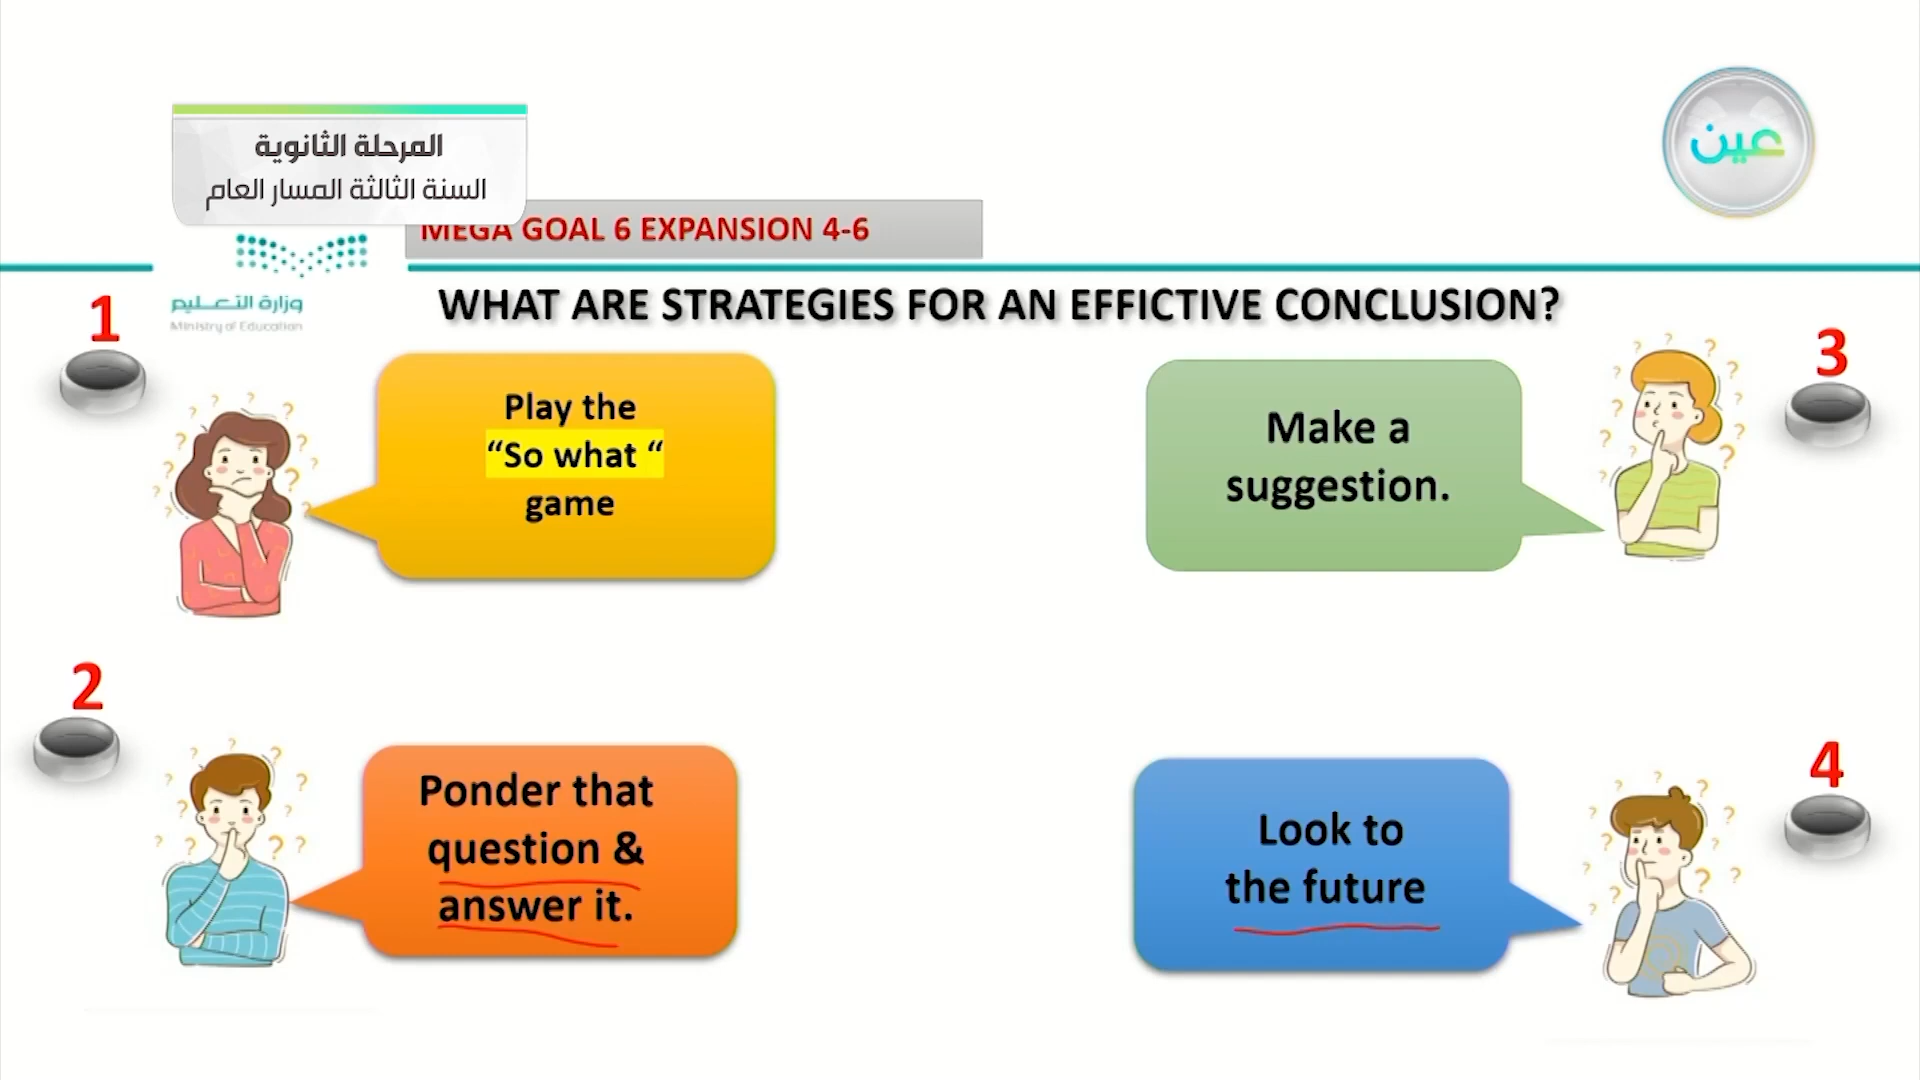 المرحلة الثانوية
السنة الثالثة المسار العام
عين
MEGA GOAL 6 EXPANSION 4-6
وزارة التعليم
Ministry of Education
WHAT ARE STRATEGIES FOR AN EFFICTIVE CONCLUSION?
1
Play the
“So what “
game
2
Ponder that
question &
answer it.
3
Make a
suggestion.
4
Look to
the future